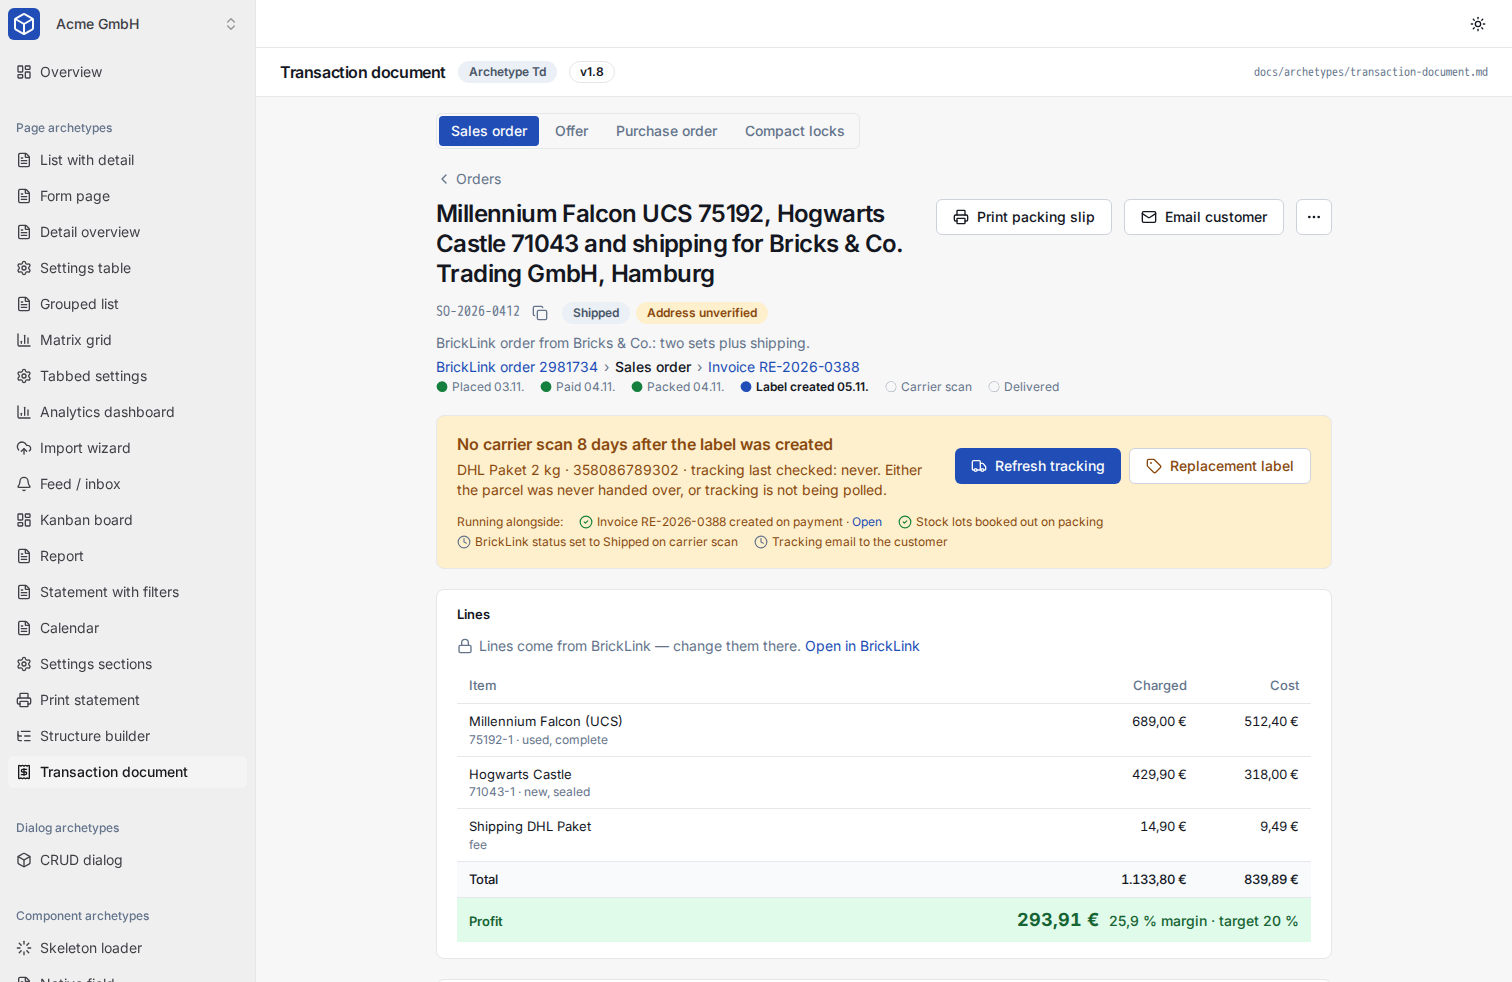 Acme GmbH
Overview
Page archetypes
List with detail
Form page
Detail overview
Settings table
Grouped list
Matrix grid
Tabbed settings
Analytics dashboard
Import wizard
Feed / inbox
Kanban board
Report
Statement with filters
Calendar
Settings sections
Print statement
Structure builder
Transaction document
Dialog archetypes
CRUD dialog
Component archetypes
Skeleton loader
Native field
Transaction document Archetype Td v1.8 docs/archetypes/transaction-document.md
Sales order Offer Purchase order Compact locks
Orders
Millennium Falcon UCS 75192, Hogwarts
Castle 71043 and shipping for Bricks & Co.
Trading GmbH, Hamburg
Print packing slip Email customer
SO-2026-0412 Shipped Address unverified
BrickLink order from Bricks & Co.: two sets plus shipping.
BrickLink order 2981734 › Sales order › Invoice RE-2026-0388
Placed 03.11. Paid 04.11. Packed 04.11. Label created 05.11. Carrier scan Delivered
No carrier scan 8 days after the label was created
DHL Paket 2 kg · 358086789302 · tracking last checked: never. Either
the parcel was never handed over, or tracking is not being polled.
Refresh tracking Replacement label
Running alongside: Invoice RE-2026-0388 created on payment · Open Stock lots booked out on packing
BrickLink status set to Shipped on carrier scan Tracking email to the customer
Lines
Lines come from BrickLink — change them there. Open in BrickLink
Item Charged Cost
Millennium Falcon (UCS) 689,00 € 512,40 €
75192-1 · used, complete
Hogwarts Castle 429,90 € 318,00 €
71043-1 · new, sealed
Shipping DHL Paket 14,90 € 9,49 €
fee
Total 1.133,80 € 839,89 €
Profit 293,91 € 25,9 % margin · target 20 %